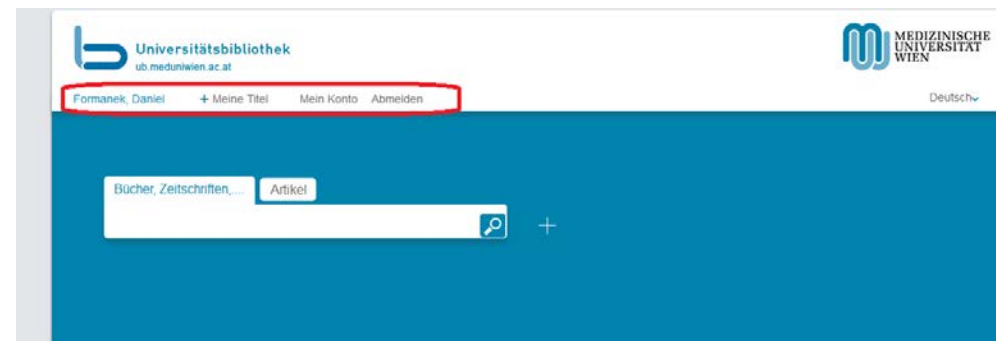 Universitätsbibliothek
ub.meduniwien.ac.at
MEDIZINISCHE
UNIVERSITÄT
WIEN
Formanek, Daniel + Meine Titel Mein Konto Abmelden Deutsch
Bücher, Zeitschriften,.... Artikel